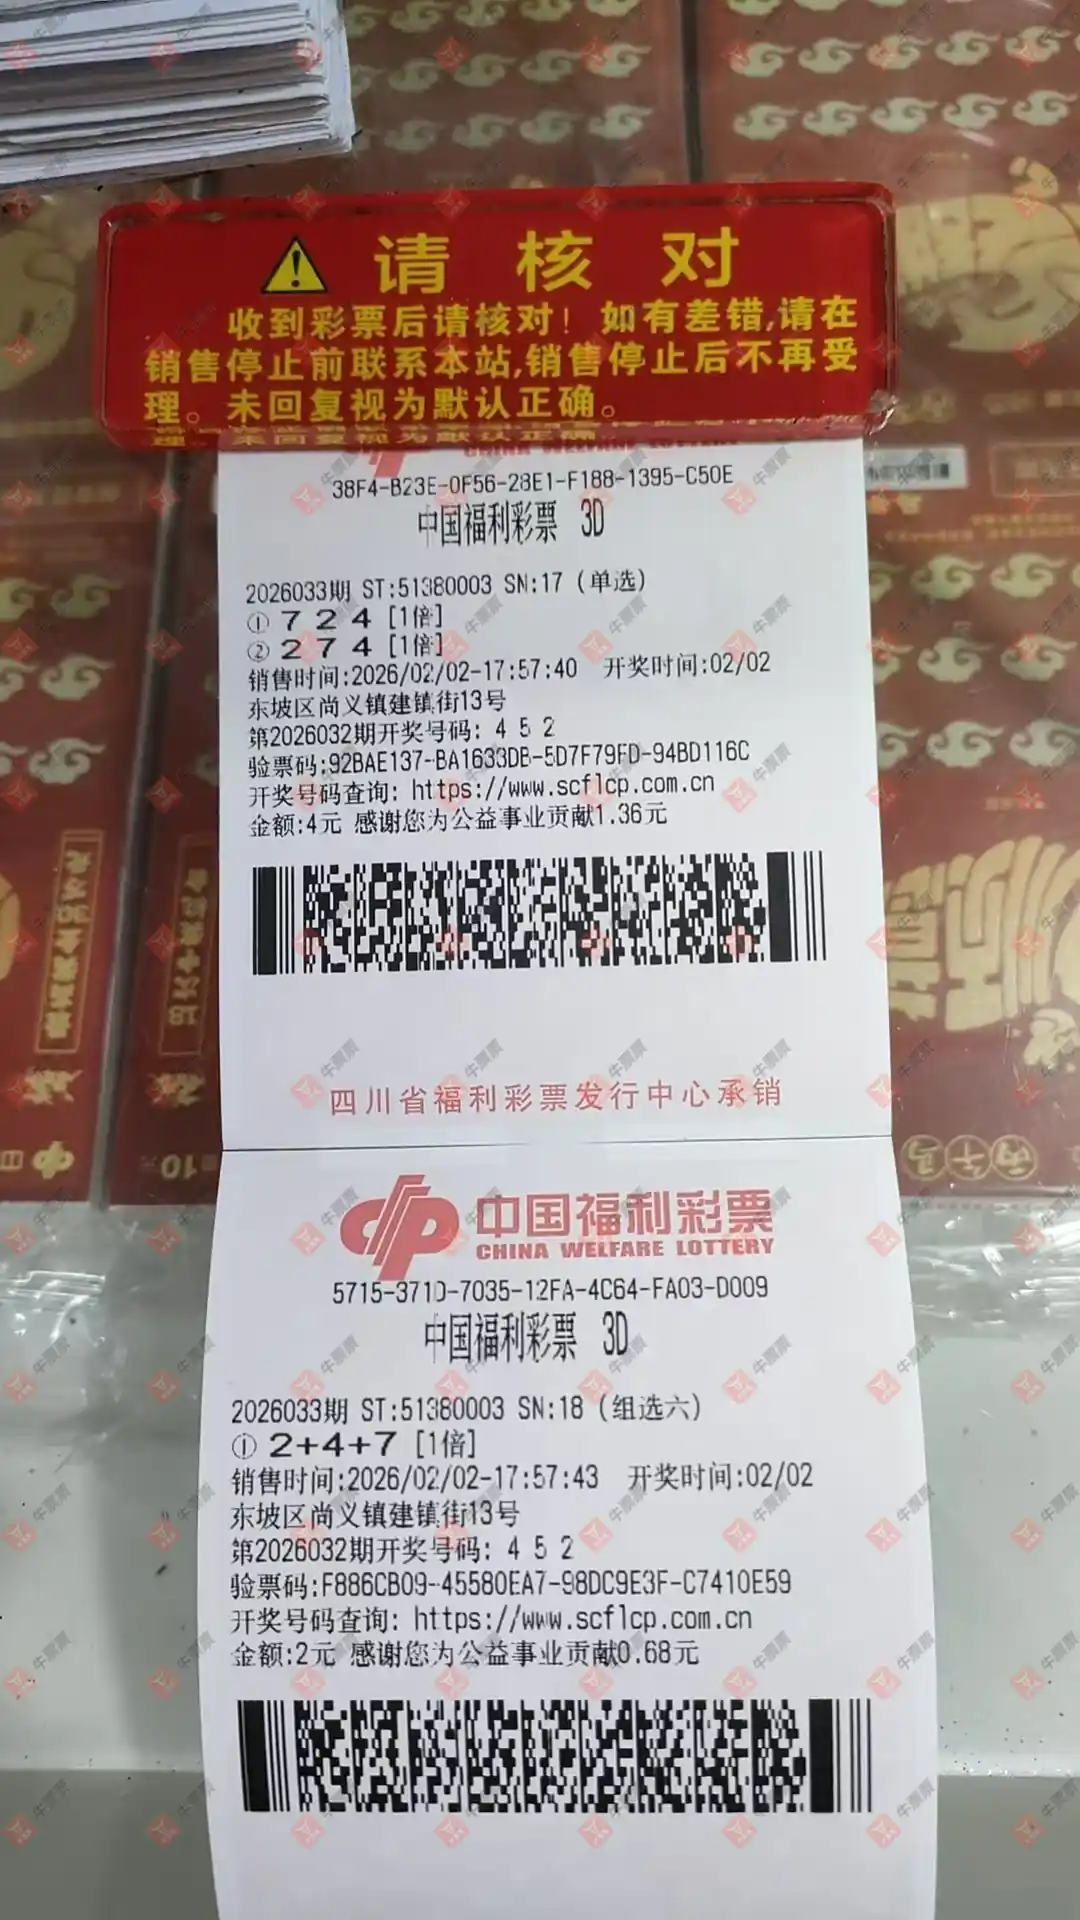 请核对
收到彩票后请核对！如有差错,请在
销售停止前联系本站,销售停止后不再受
理。未回复视为默认正确。
CHINA WELFARE LOTTERY
38F4-B23E-0F56-28E1-F188-1395-C50E
中国福利彩票 3D
2026033期 ST:51380003 SN:17 (单选)
① 7 2 4 [1倍]
② 2 7 4 [1倍]
销售时间:2026/02/02-17:57:40 开奖时间:02/02
东坡区尚义镇建镇街13号
第2026032期开奖号码: 4 5 2
验票码:92BAE137-BA1633DB-5D7F79FD-94BD116C
开奖号码查询: https://www.scflcp.com.cn
金额:4元 感谢您为公益事业贡献1.36元
四川省福利彩票发行中心承销
中国福利彩票
CHINA WELFARE LOTTERY
5715-371D-7035-12FA-4C64-FA03-D009
中国福利彩票 3D
2026033期 ST:51380003 SN:18 (组选六)
① 2+4+7 [1倍]
销售时间:2026/02/02-17:57:43 开奖时间:02/02
东坡区尚义镇建镇街13号
第2026032期开奖号码: 4 5 2
验票码:F886CB09-45580EA7-98DC9E3F-C7410E59
开奖号码查询: https://www.scflcp.com.cn
金额:2元 感谢您为公益事业贡献0.68元
10元
牛票票